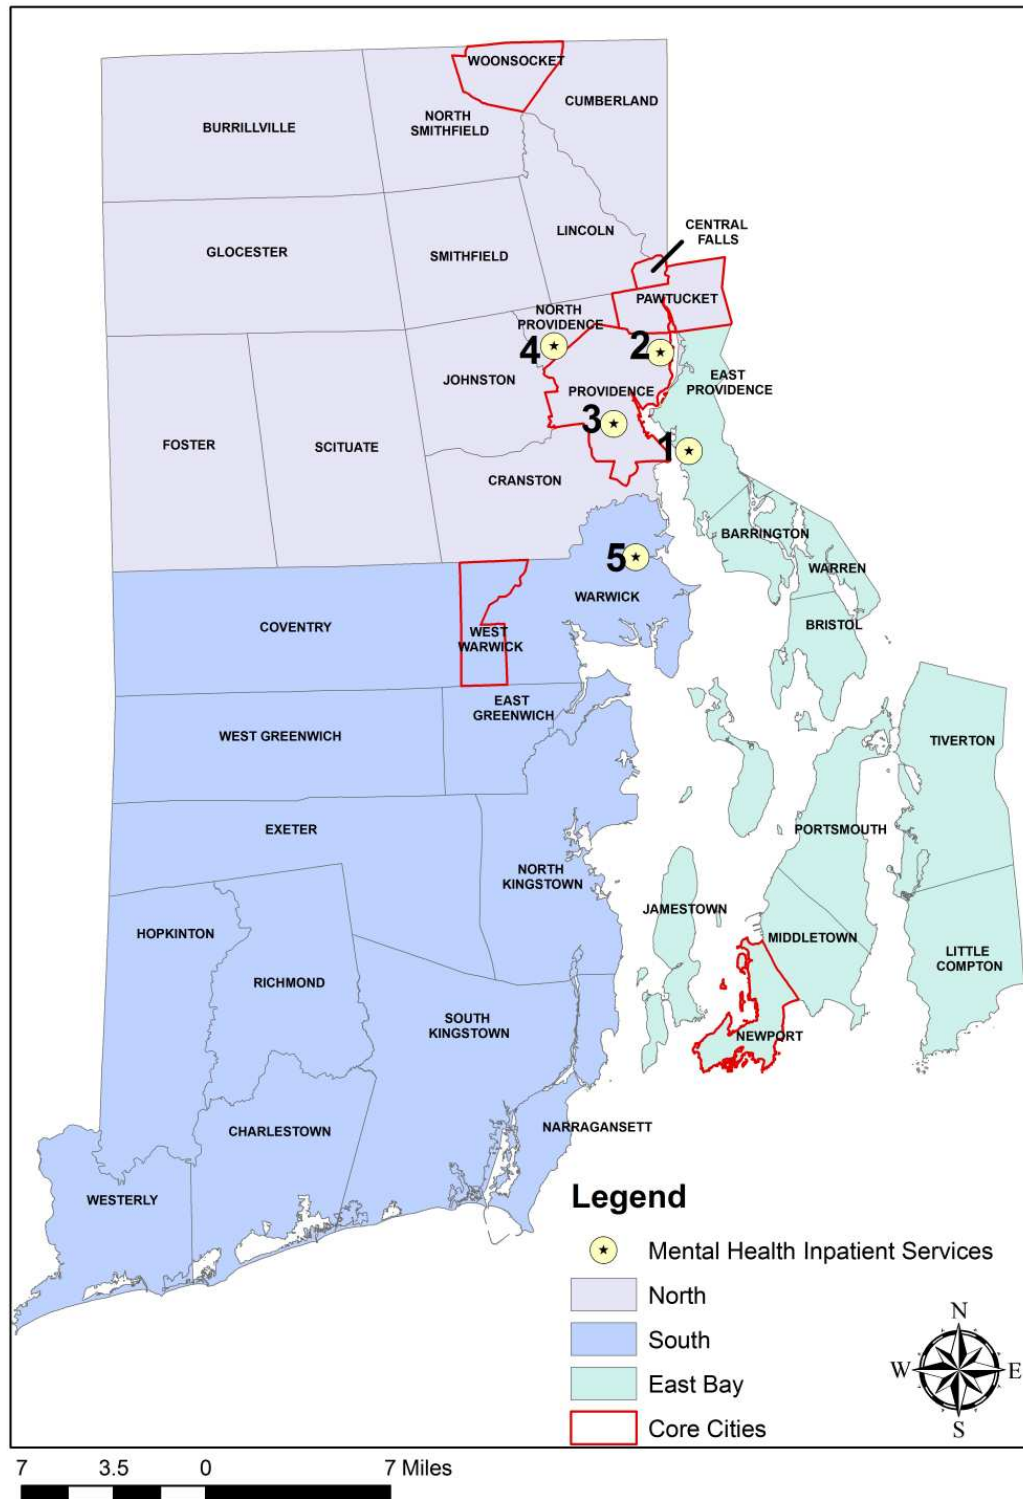 WOONSOCKET
CUMBERLAND
NORTH
SMITHFIELD
BURRILLVILLE
CENTRAL
FALLS
LINCOLN
GLOCESTER
SMITHFIELD
PAWTUCKET
NORTH
PROVIDENCE
4
2
JOHNSTON
EAST
PROVIDENCE
PROVIDENCE
3
FOSTER
SCITUATE
1
CRANSTON
BARRINGTON
5
WARREN
WARWICK
BRISTOL
COVENTRY
WEST
WARWICK
EAST
GREENWICH
WEST GREENWICH
TIVERTON
EXETER
PORTSMOUTH
NORTH
KINGSTOWN
JAMESTOWN
HOPKINTON
MIDDLETOWN
LITTLE
COMPTON
RICHMOND
SOUTH
KINGSTOWN
NEWPORT
CHARLESTOWN
NARRAGANSETT
WESTERLY
Legend
Mental Health Inpatient Services
North
South
East Bay
Core Cities
N
W
E
S
7 3.5 0 7 Miles